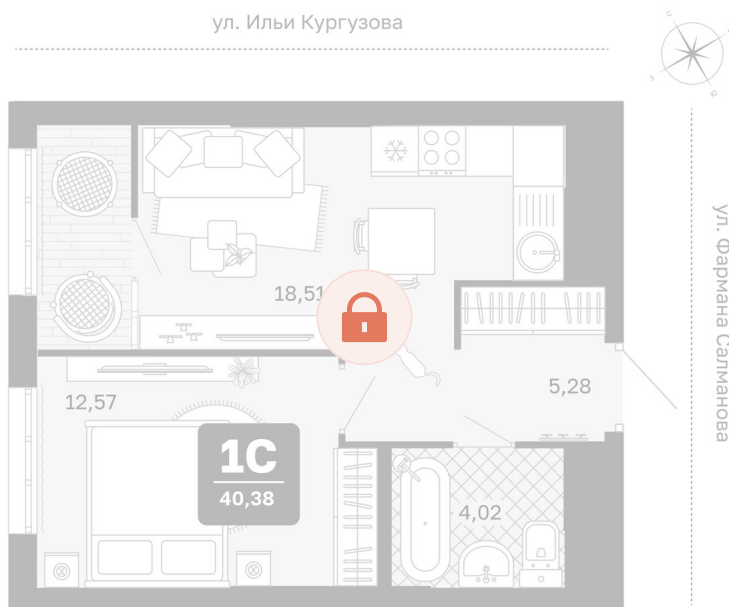 ул. Ильи Кургузова
с
з
ю
ул. Фармана Салманова
18,51
5,28
12,57
1С
40,38
4,02